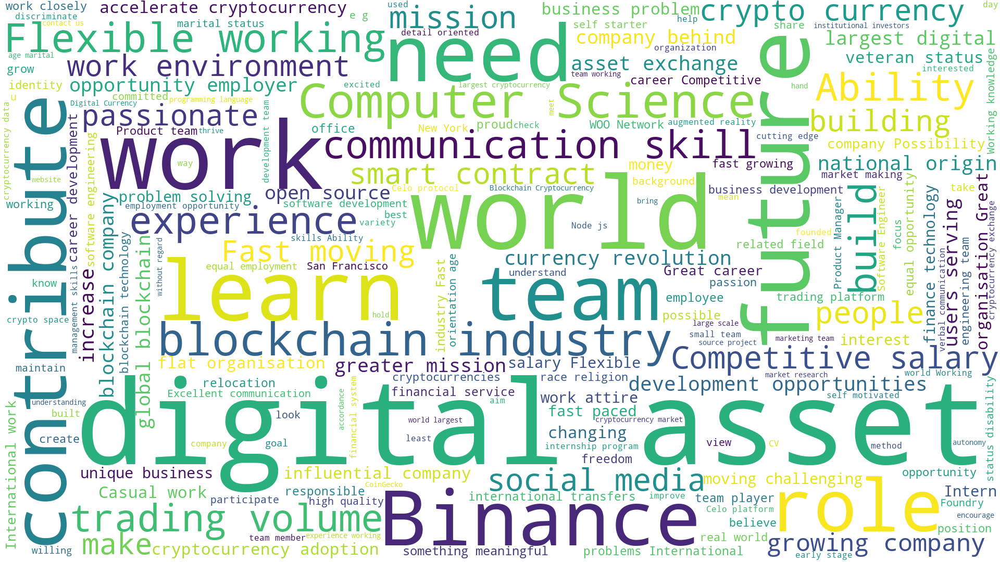 work closely
accelerate cryptocurrency
e g
used
mission
business problem
help
crypto currency
day
discriminate
contact us
marital status
detail oriented
self starter
share
institutional investors
Flexible working
need
company behind
organization
largest digital
age marital
work environment
asset exchange
team working
veteran status
interested
grow
identity
u
opportunity employer
excited
largest cryptocurrency
career Competitive
hand
Ability
committed
programming language
Computer Science
meet
Digital Currency
passionate
office
New York
proud
check
WOO Network
augmented reality
building
Product team
thrive
work
way
communication skill
cutting edge
company Possibility
Working knowledge
cryptocurrency data
contribute
website
career development
software engineering
development team
smart contract
money
fast growing
future
national origin
market making
Celo protocol
Blockchain Cryptocurrency
background
business development
take
working
problem solving
open source
employment opportunity
software development
world
bring
mean
experience
best
variety
Node js
founded
build
Product Manager
Software Engineer
focus
equal opportunity
finance technology
users serving
organisation Great
cryptocurrency exchange
skills Ability
Fast moving
related field
currency revolution
equal employment
San Francisco
understand
Great career
passion
know
management skills
increase
blockchain company
blockchain technology
global blockchain
without regard
learn
industry Fast
orientation age
team
employee
trading platform
engineering team
verbal communication
hold
possible
people
crypto space
blockchain industry
large scale
small team
source project
marketing team
interest
maintain
flat organisation
greater mission
salary Flexible
Competitive salary
relocation
cryptocurrencies
race religion
market research
world Working
development opportunities
Excellent communication
financial service
work attire
self motivated
understanding
International work
built
digital asset
look
accordance
financial system
aim
fast paced
world largest
cryptocurrency market
status disability
create
company
goal
least
changing
internship program
view
CV
method
autonomy
freedom
unique business
influential company
social media
moving challenging
opportunity
Casual work
CoinGecko
responsible
international transfers
improve
team player
role
Intern
participate
high quality
Binance
Celo platform
Foundry
trading volume
believe
encourage
team member
experience working
real world
position
willing
make
cryptocurrency adoption
something meaningful
problems International
growing company
early stage